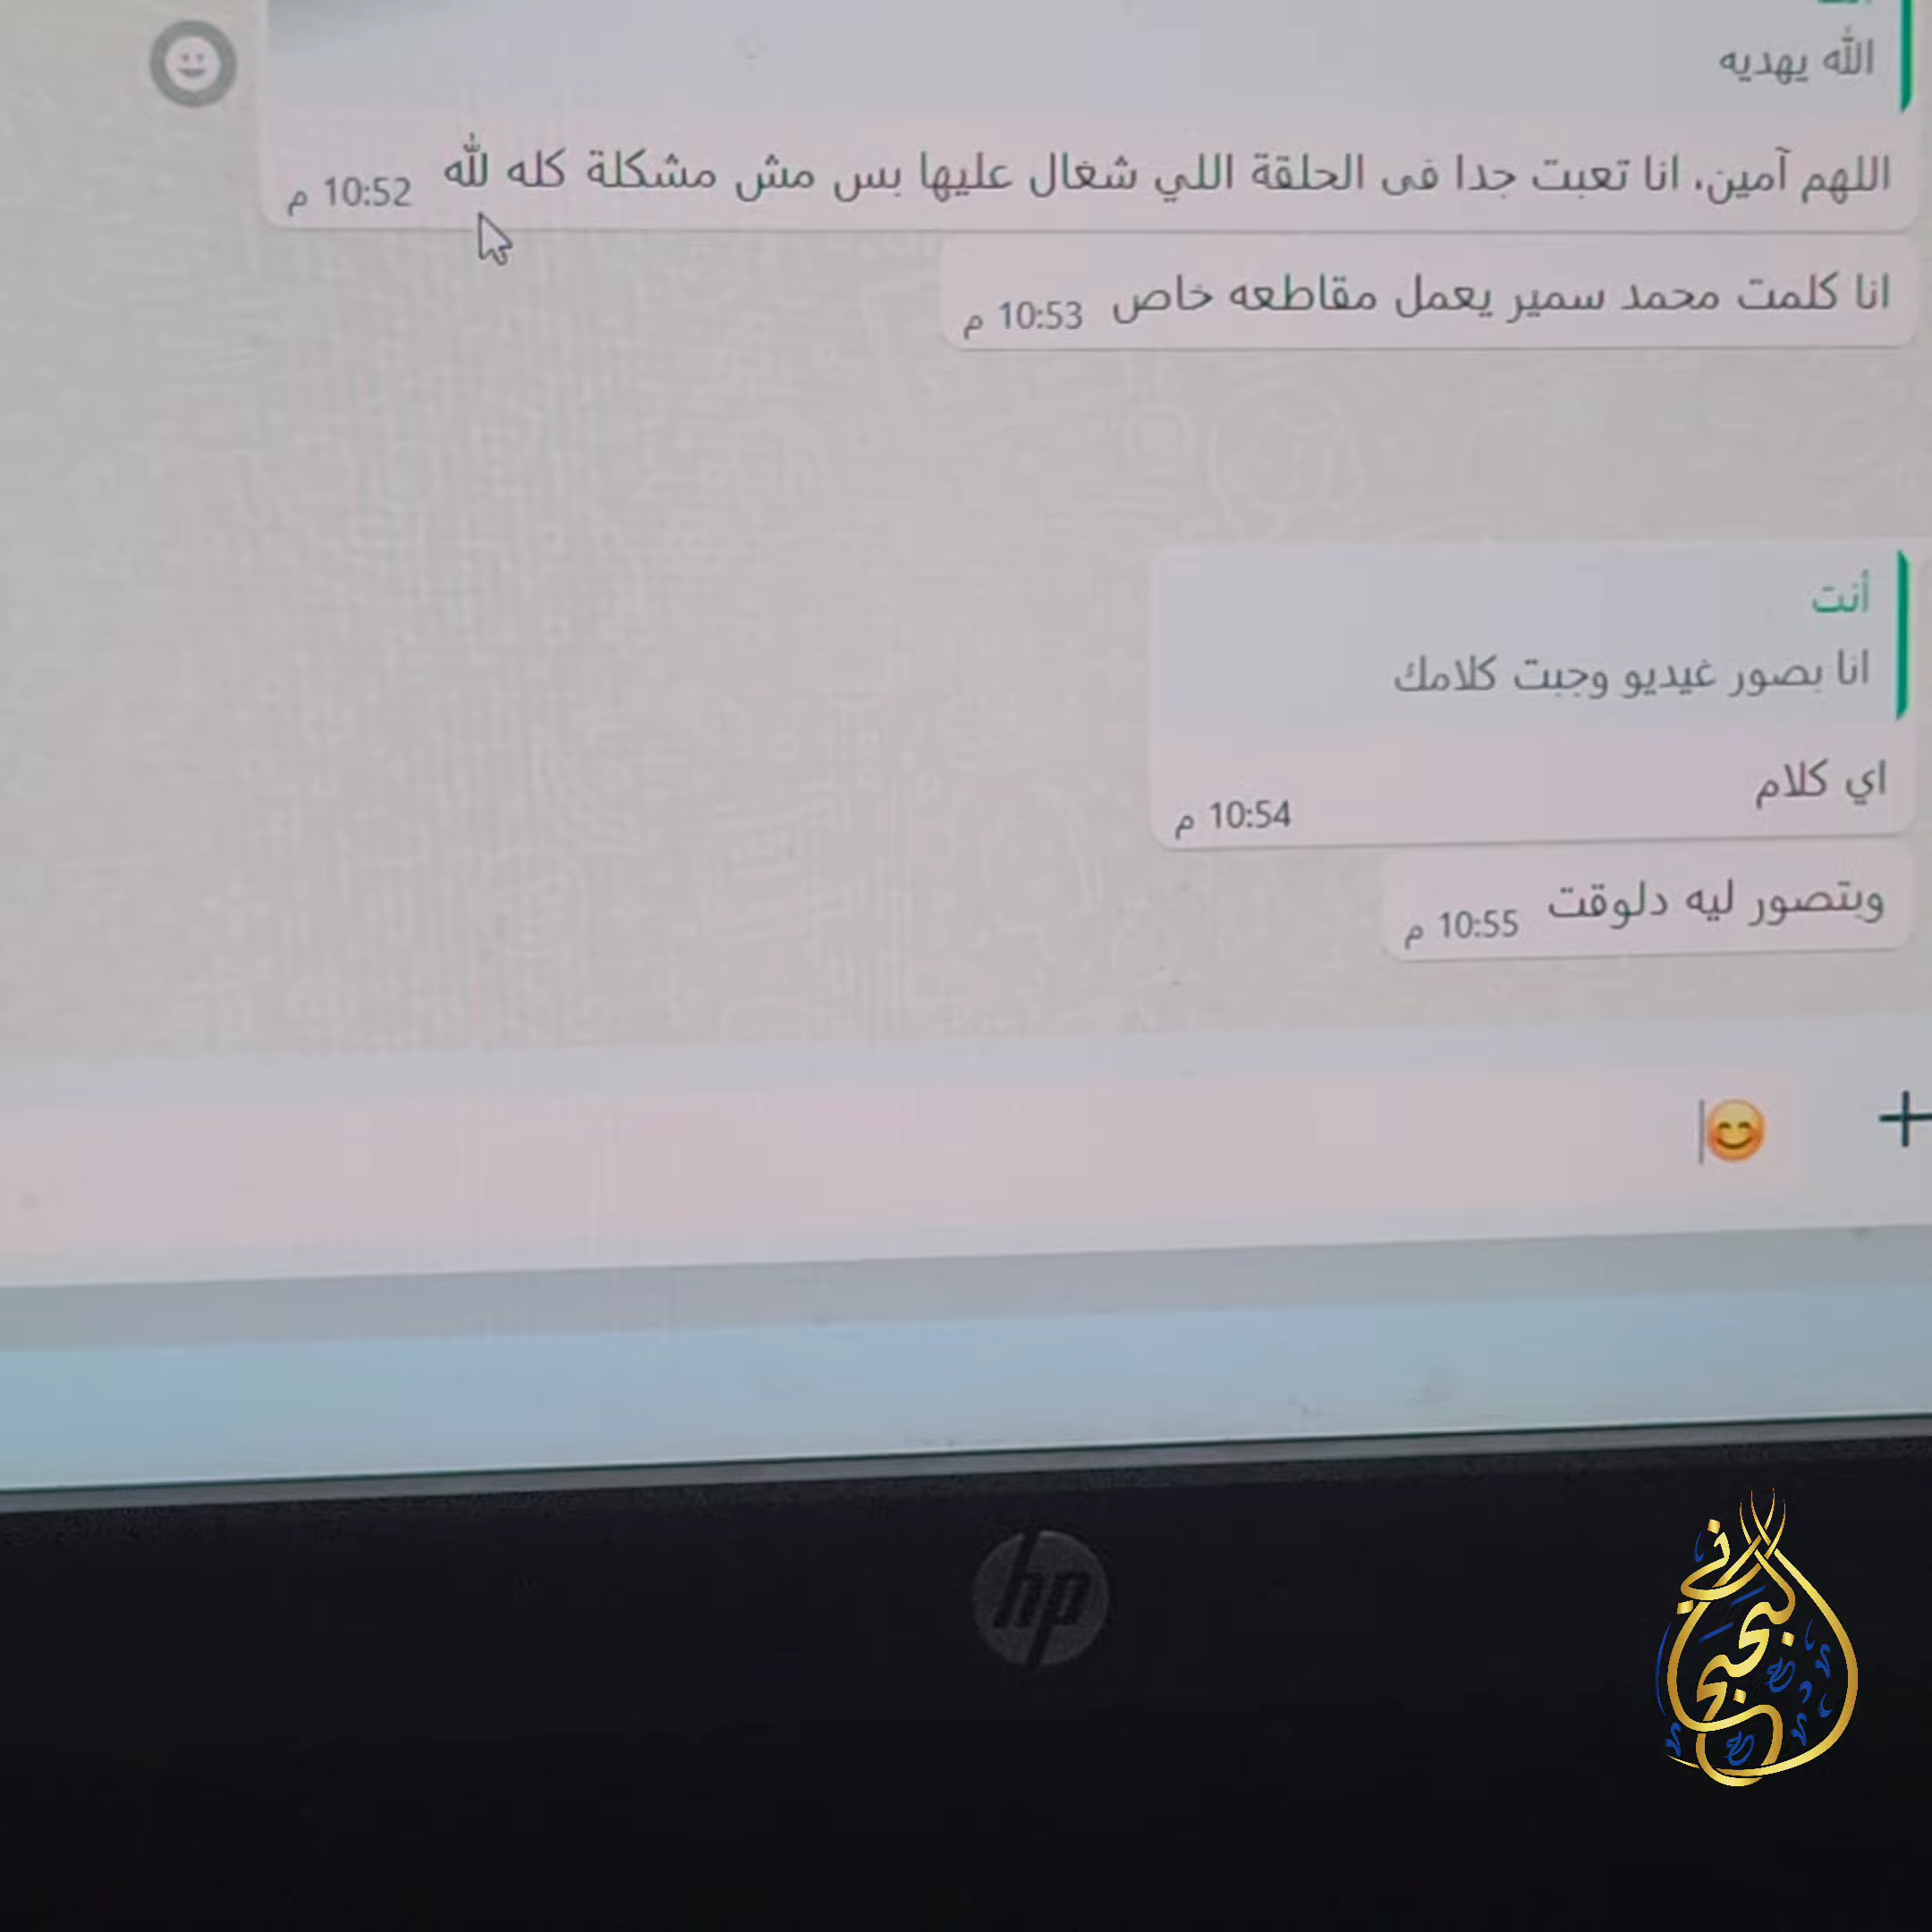 الله يهديه
اللهم آمين، انا تعبت جدا فى الحلقة اللي شغال عليها بس مش مشكلة كله لله 10:52 م
انا كلمت محمد سمير يعمل مقاطعه خاص 10:53 م
أنت
انا بصور غيديو وجبت كلامك
اي كلام
10:54 م
وبتصور ليه دلوقت 10:55 م
hp